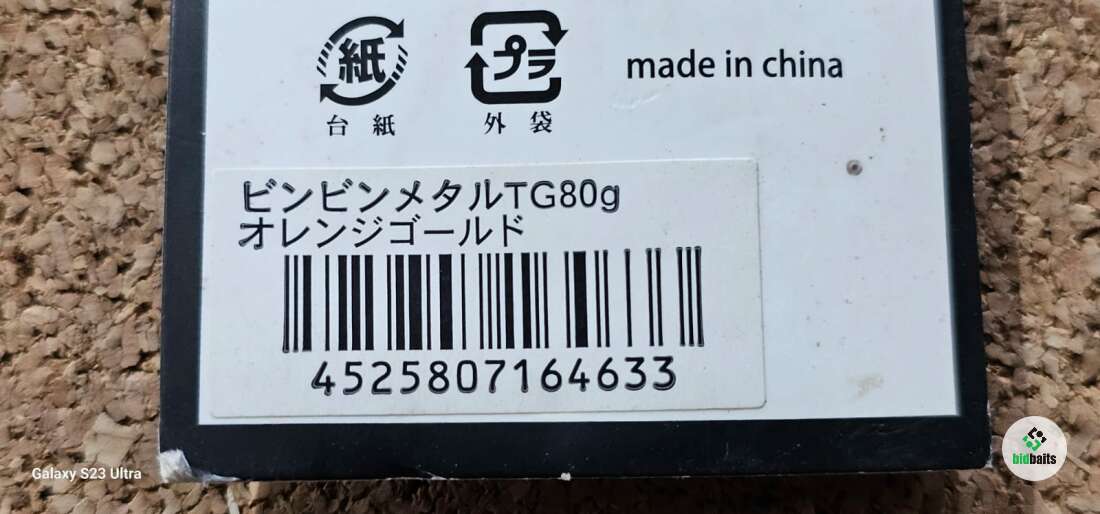 紙
プラ
made in china
台紙
外袋
ビンビンメタルTG80g
オレンジゴールド
4525807164633
Galaxy S23 Ultra
bidbaits